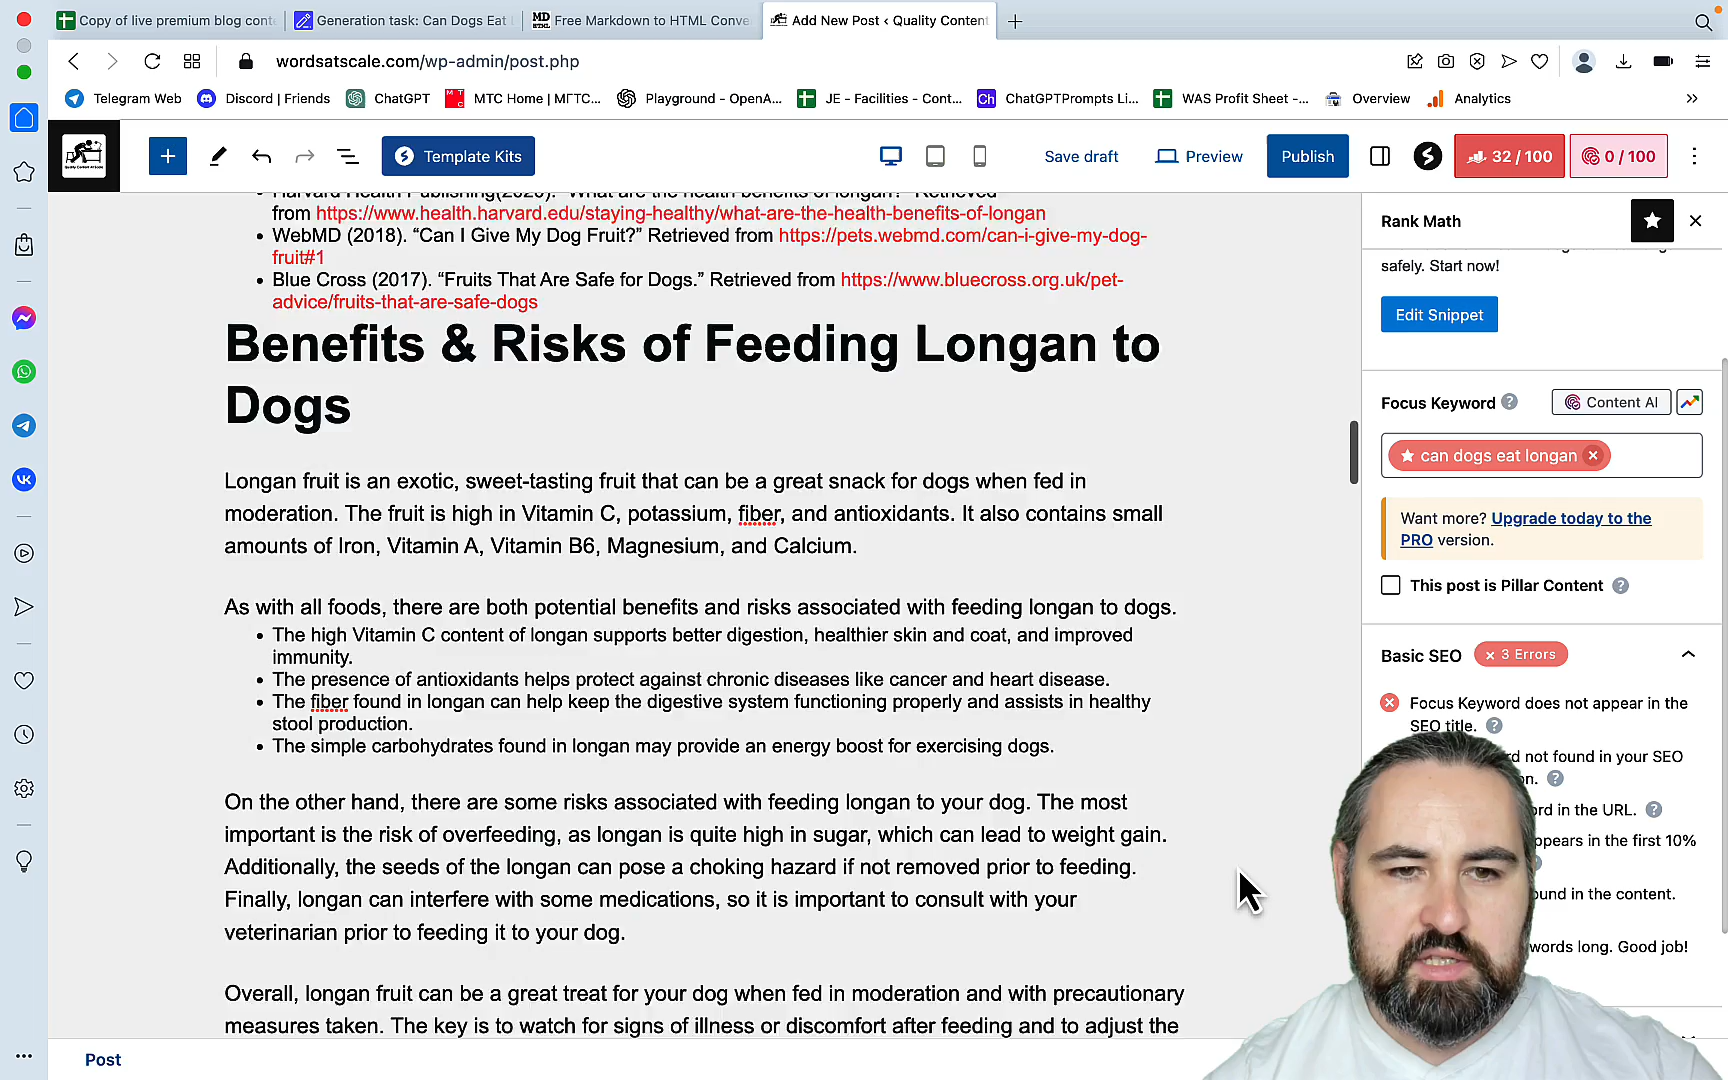 Copy of live premium blog cont
Generation task: Can Dogs Eat
MD
HTML
Free Markdown to HTML Conve
Add New Post ‹ Quality Content
wordsatscale.com/wp-admin/post.php
Telegram Web
Discord | Friends
ChatGPT
MTC Home | МГТС...
Playground - OpenA...
JE - Facilities - Cont...
Ch
ChatGPTPrompts Li...
WAS Profit Sheet -...
Overview
Analytics
Template Kits
Save draft
Preview
Publish
32 / 100
0 / 100
Harvard Health Publishing(2020). “What are the health benefits of longan?” Retrieved
from https://www.health.harvard.edu/staying-healthy/what-are-the-health-benefits-of-longan
WebMD (2018). “Can I Give My Dog Fruit?” Retrieved from https://pets.webmd.com/can-i-give-my-dog-
fruit#1
Blue Cross (2017). “Fruits That Are Safe for Dogs.” Retrieved from https://www.bluecross.org.uk/pet-
advice/fruits-that-are-safe-dogs
Benefits & Risks of Feeding Longan to
Dogs
Longan fruit is an exotic, sweet-tasting fruit that can be a great snack for dogs when fed in
moderation. The fruit is high in Vitamin C, potassium, fiber, and antioxidants. It also contains small
amounts of Iron, Vitamin A, Vitamin B6, Magnesium, and Calcium.
As with all foods, there are both potential benefits and risks associated with feeding longan to dogs.
The high Vitamin C content of longan supports better digestion, healthier skin and coat, and improved
immunity.
The presence of antioxidants helps protect against chronic diseases like cancer and heart disease.
The fiber found in longan can help keep the digestive system functioning properly and assists in healthy
stool production.
The simple carbohydrates found in longan may provide an energy boost for exercising dogs.
On the other hand, there are some risks associated with feeding longan to your dog. The most
important is the risk of overfeeding, as longan is quite high in sugar, which can lead to weight gain.
Additionally, the seeds of the longan can pose a choking hazard if not removed prior to feeding.
Finally, longan can interfere with some medications, so it is important to consult with your
veterinarian prior to feeding it to your dog.
Overall, longan fruit can be a great treat for your dog when fed in moderation and with precautionary
measures taken. The key is to watch for signs of illness or discomfort after feeding and to adjust the
Post
Rank Math
safely. Start now!
Edit Snippet
Focus Keyword
Content AI
can dogs eat longan
Want more? Upgrade today to the
PRO version.
This post is Pillar Content
Basic SEO
× 3 Errors
Focus Keyword does not appear in the
SEO title.
rd not found in your SEO
n.
ord in the URL.
ppears in the first 10%
ound in the content.
words long. Good job!